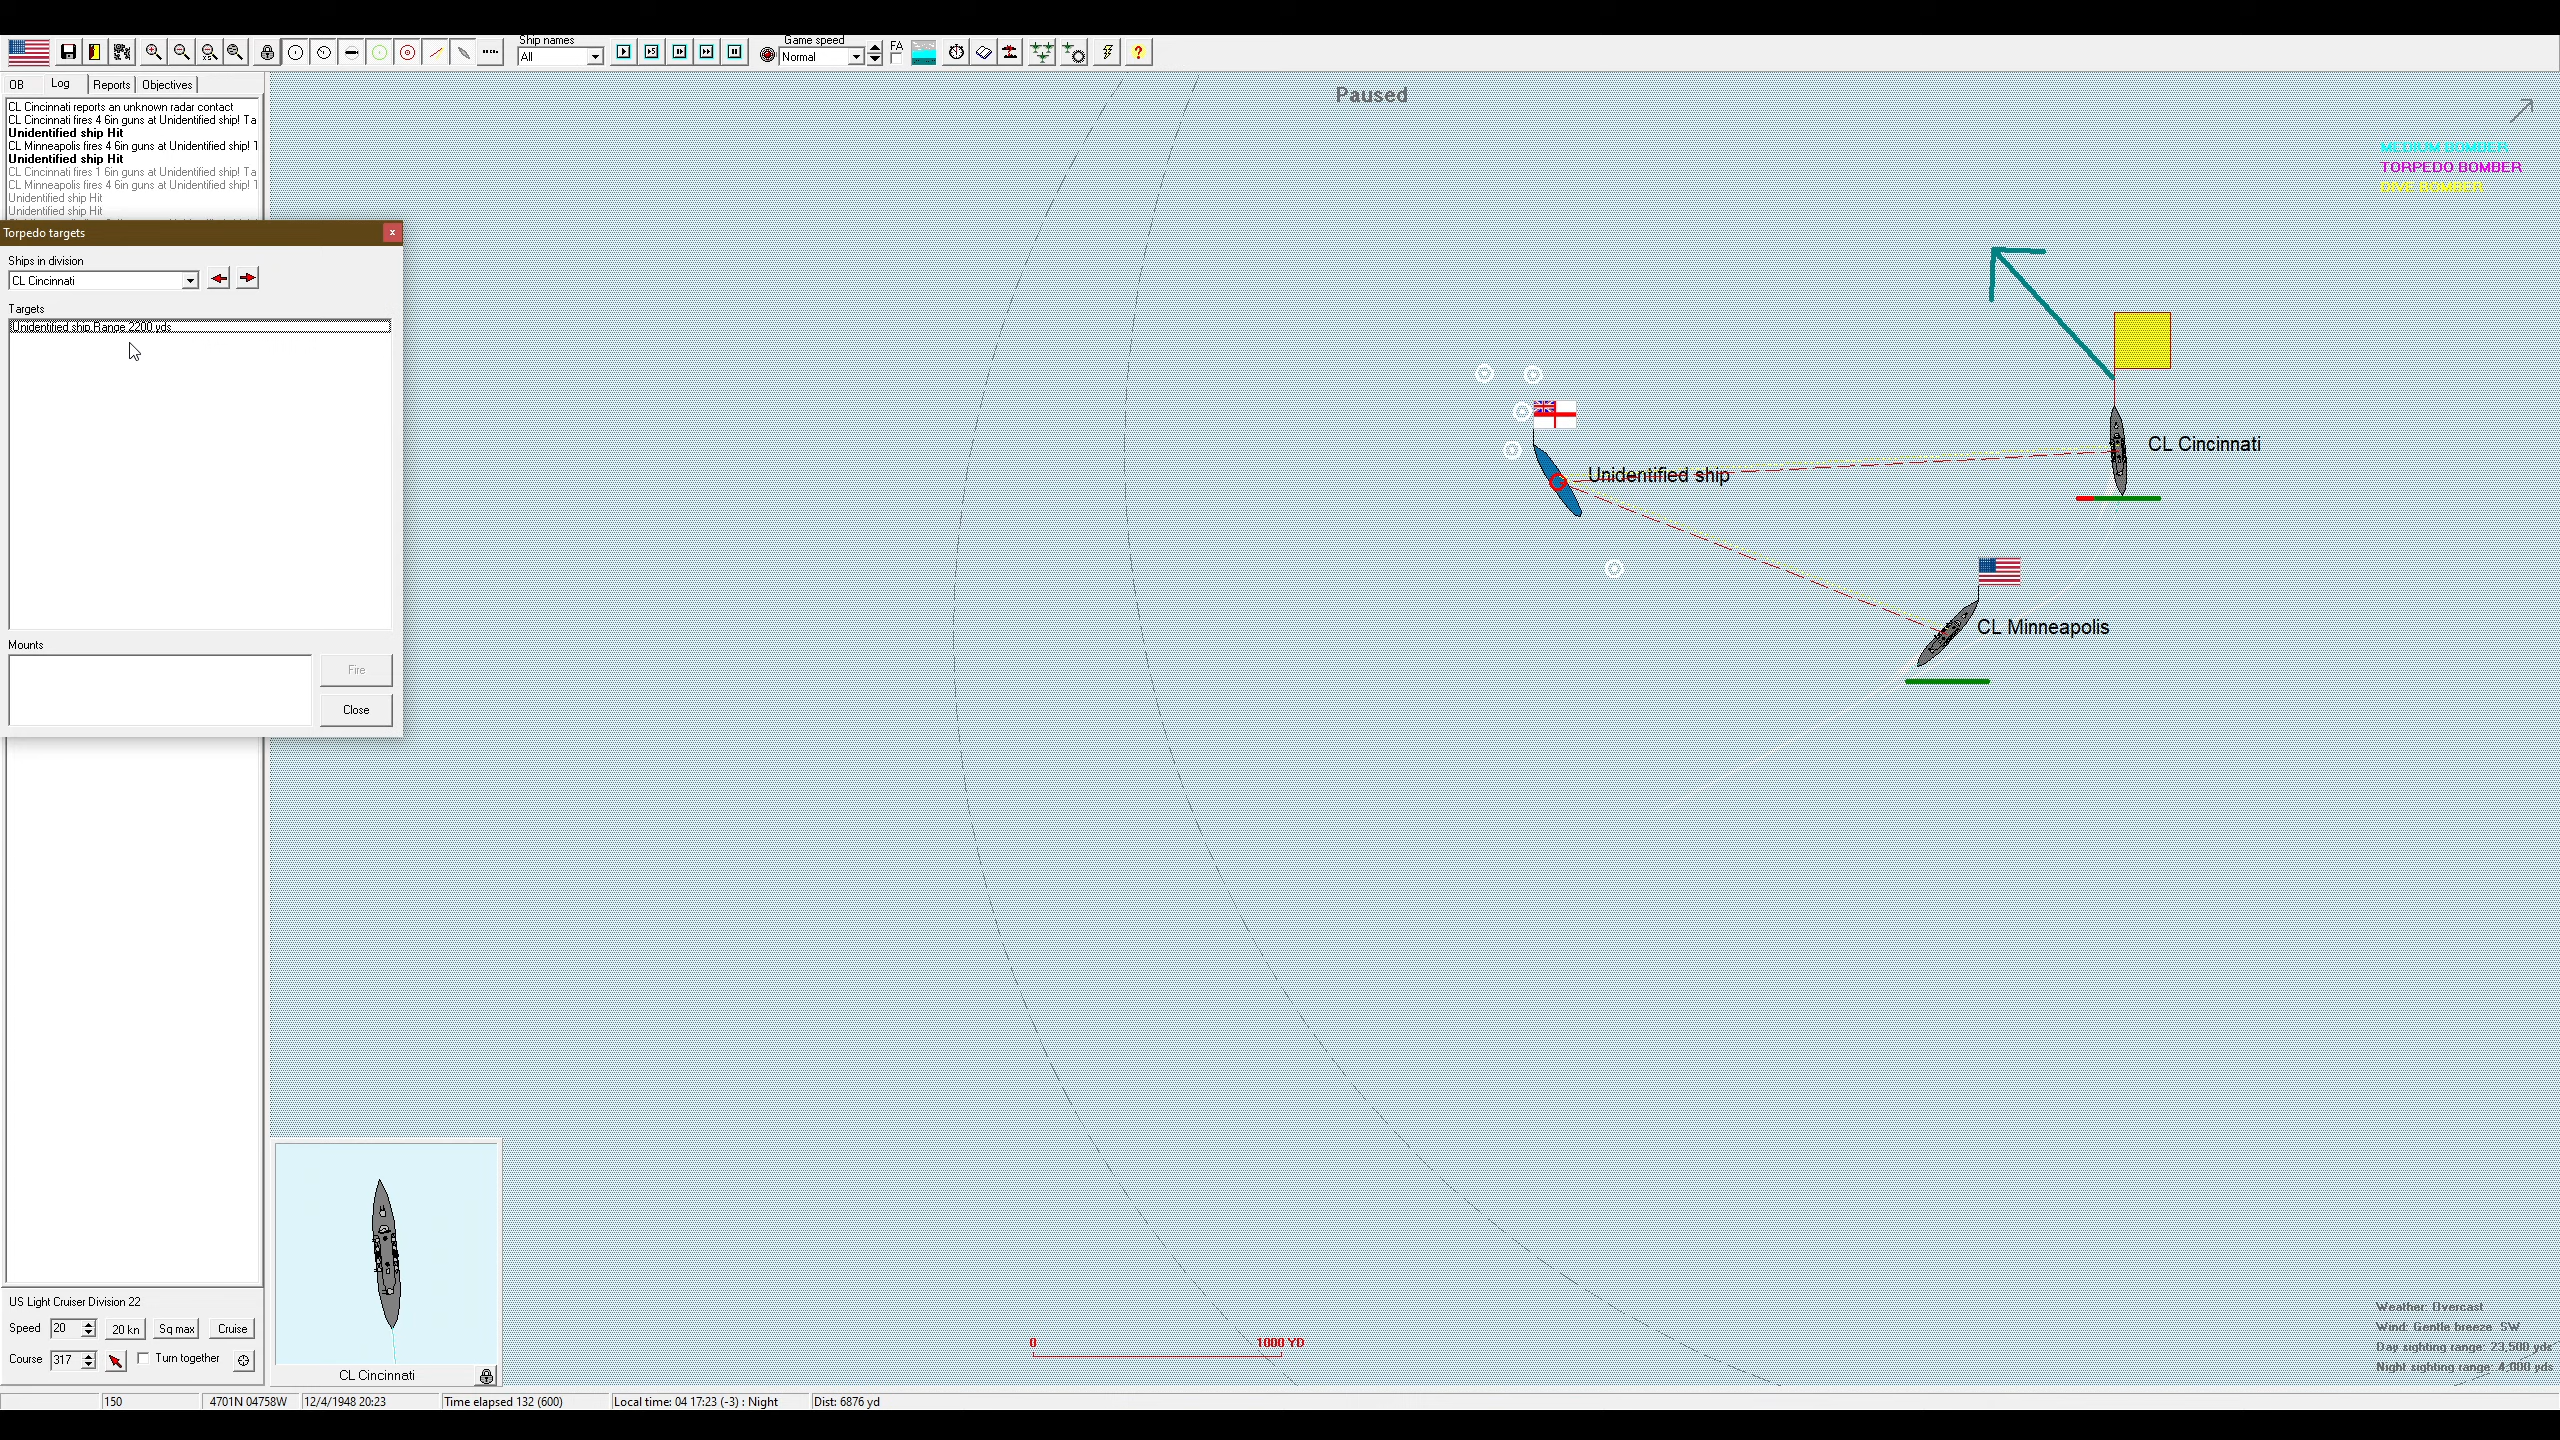 Ship names
All
Game speed
Normal
FA
OB
Log
Reports
Objectives
CL Cincinnati reports an unknown radar contact
CL Cincinnati fires 4 6in guns at Unidentified ship! Ta
Unidentified ship Hit
CL Minneapolis fires 4 6in guns at Unidentified ship! T
Unidentified ship Hit
CL Cincinnati fires 1 6in guns at Unidentified ship! Ta
CL Minneapolis fires 4 6in guns at Unidentified ship! T
Unidentified ship Hit
Unidentified ship Hit
Paused
MEDIUM BOMBER
TORPEDO BOMBER
DIVE BOMBER
Torpedo targets
Ships in division
CL Cincinnati
Targets
Unidentified ship,Range 2200 yds
Mounts
Fire
Close
CL Cincinnati
Unidentified ship
CL Minneapolis
0
1000 YD
Weather: Overcast
Wind: Gentle breeze SW
Day sighting range: 23,500 yds
Night sighting range: 4,000 yds
US Light Cruiser Division 22
Speed 20 20 kn Sq max Cruise
Course 317 Turn together
CL Cincinnati
150
4701N 04758W
12/4/1948 20:23
Time elapsed 132 (600)
Local time: 04 17:23 (-3) : Night
Dist: 6876 yd